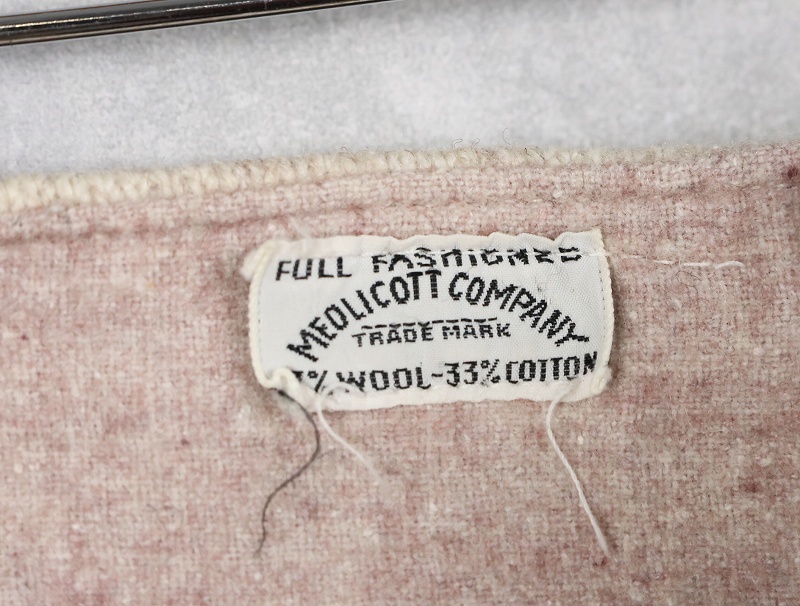 FULL FASHIONED
MEDLICOTT COMPANY
TRADE MARK
7% WOOL-33% COTTON